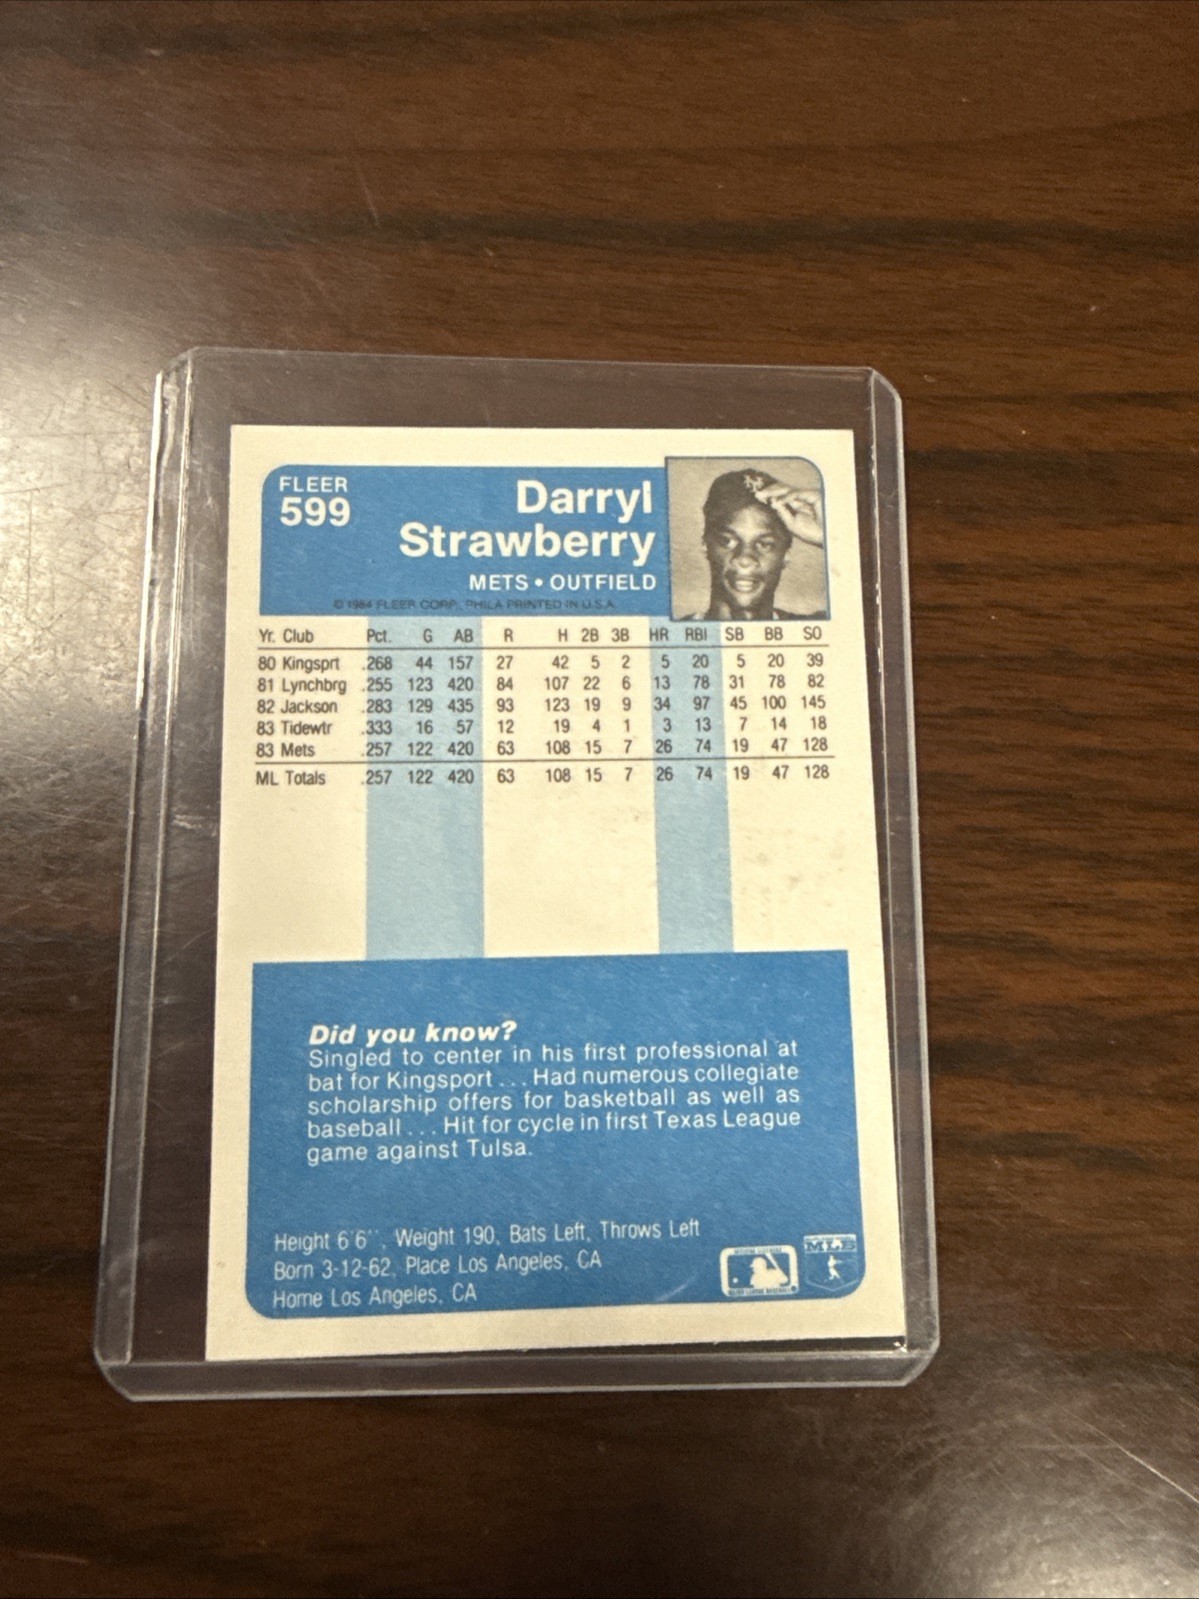 FLEER
599
Darryl
Strawberry
METS • OUTFIELD
© 1984 FLEER CORP., PHILA PRINTED IN U.S.A.
Yr. Club Pct. G AB R H 2B 3B HR RBI SB BB SO
80 Kingsprt .268 44 157 27 42 5 2 5 20 5 20 39
81 Lynchbrg .255 123 420 84 107 22 6 13 78 31 78 82
82 Jackson .283 129 435 93 123 19 9 34 97 45 100 145
83 Tidewtr .333 16 57 12 19 4 1 3 13 7 14 18
83 Mets .257 122 420 63 108 15 7 26 74 19 47 128
ML Totals .257 122 420 63 108 15 7 26 74 19 47 128
Did you know?
Singled to center in his first professional at
bat for Kingsport . . . Had numerous collegiate
scholarship offers for basketball as well as
baseball . . . Hit for cycle in first Texas League
game against Tulsa.
Height 6'6'', Weight 190, Bats Left, Throws Left
Born 3-12-62, Place Los Angeles, CA
Home Los Angeles, CA
MLB